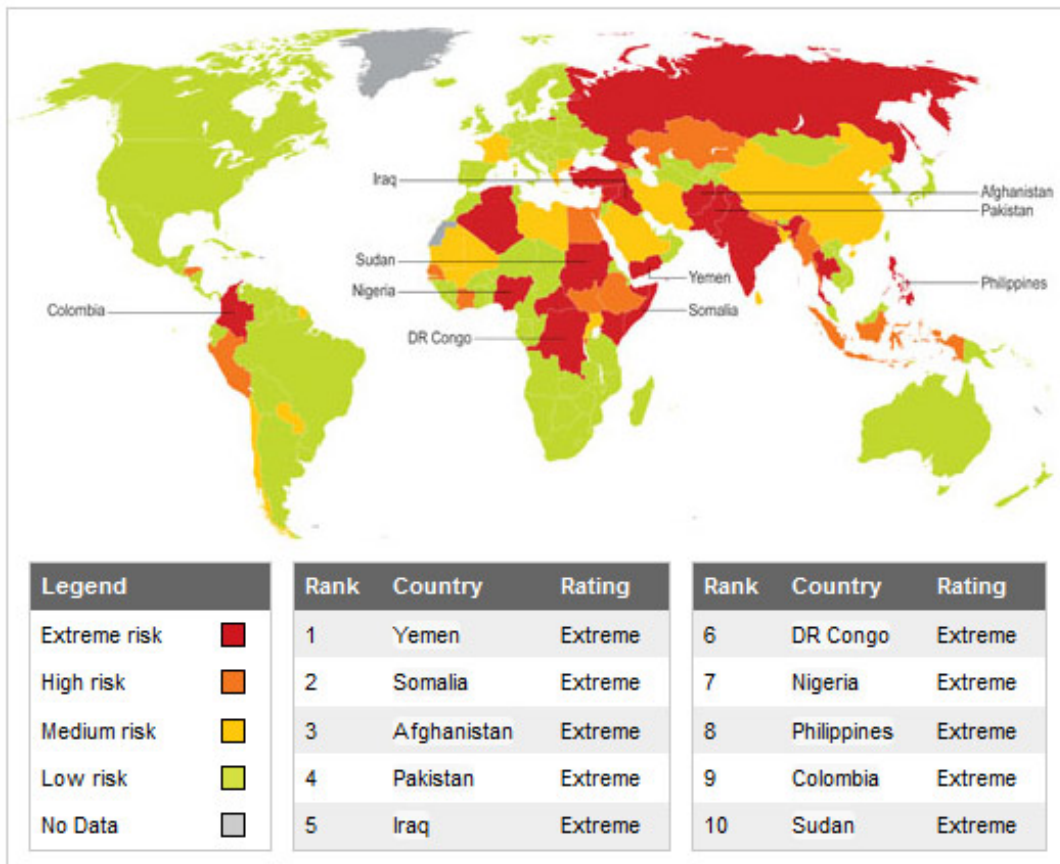 Iraq
Afghanistan
Pakistan
Sudan
Yemen
Nigeria
Philippines
Colombia
Somalia
DR Congo
Legend
Extreme risk
High risk
Medium risk
Low risk
No Data
Rank Country Rating
1 Yemen Extreme
2 Somalia Extreme
3 Afghanistan Extreme
4 Pakistan Extreme
5 Iraq Extreme
Rank Country Rating
6 DR Congo Extreme
7 Nigeria Extreme
8 Philippines Extreme
9 Colombia Extreme
10 Sudan Extreme